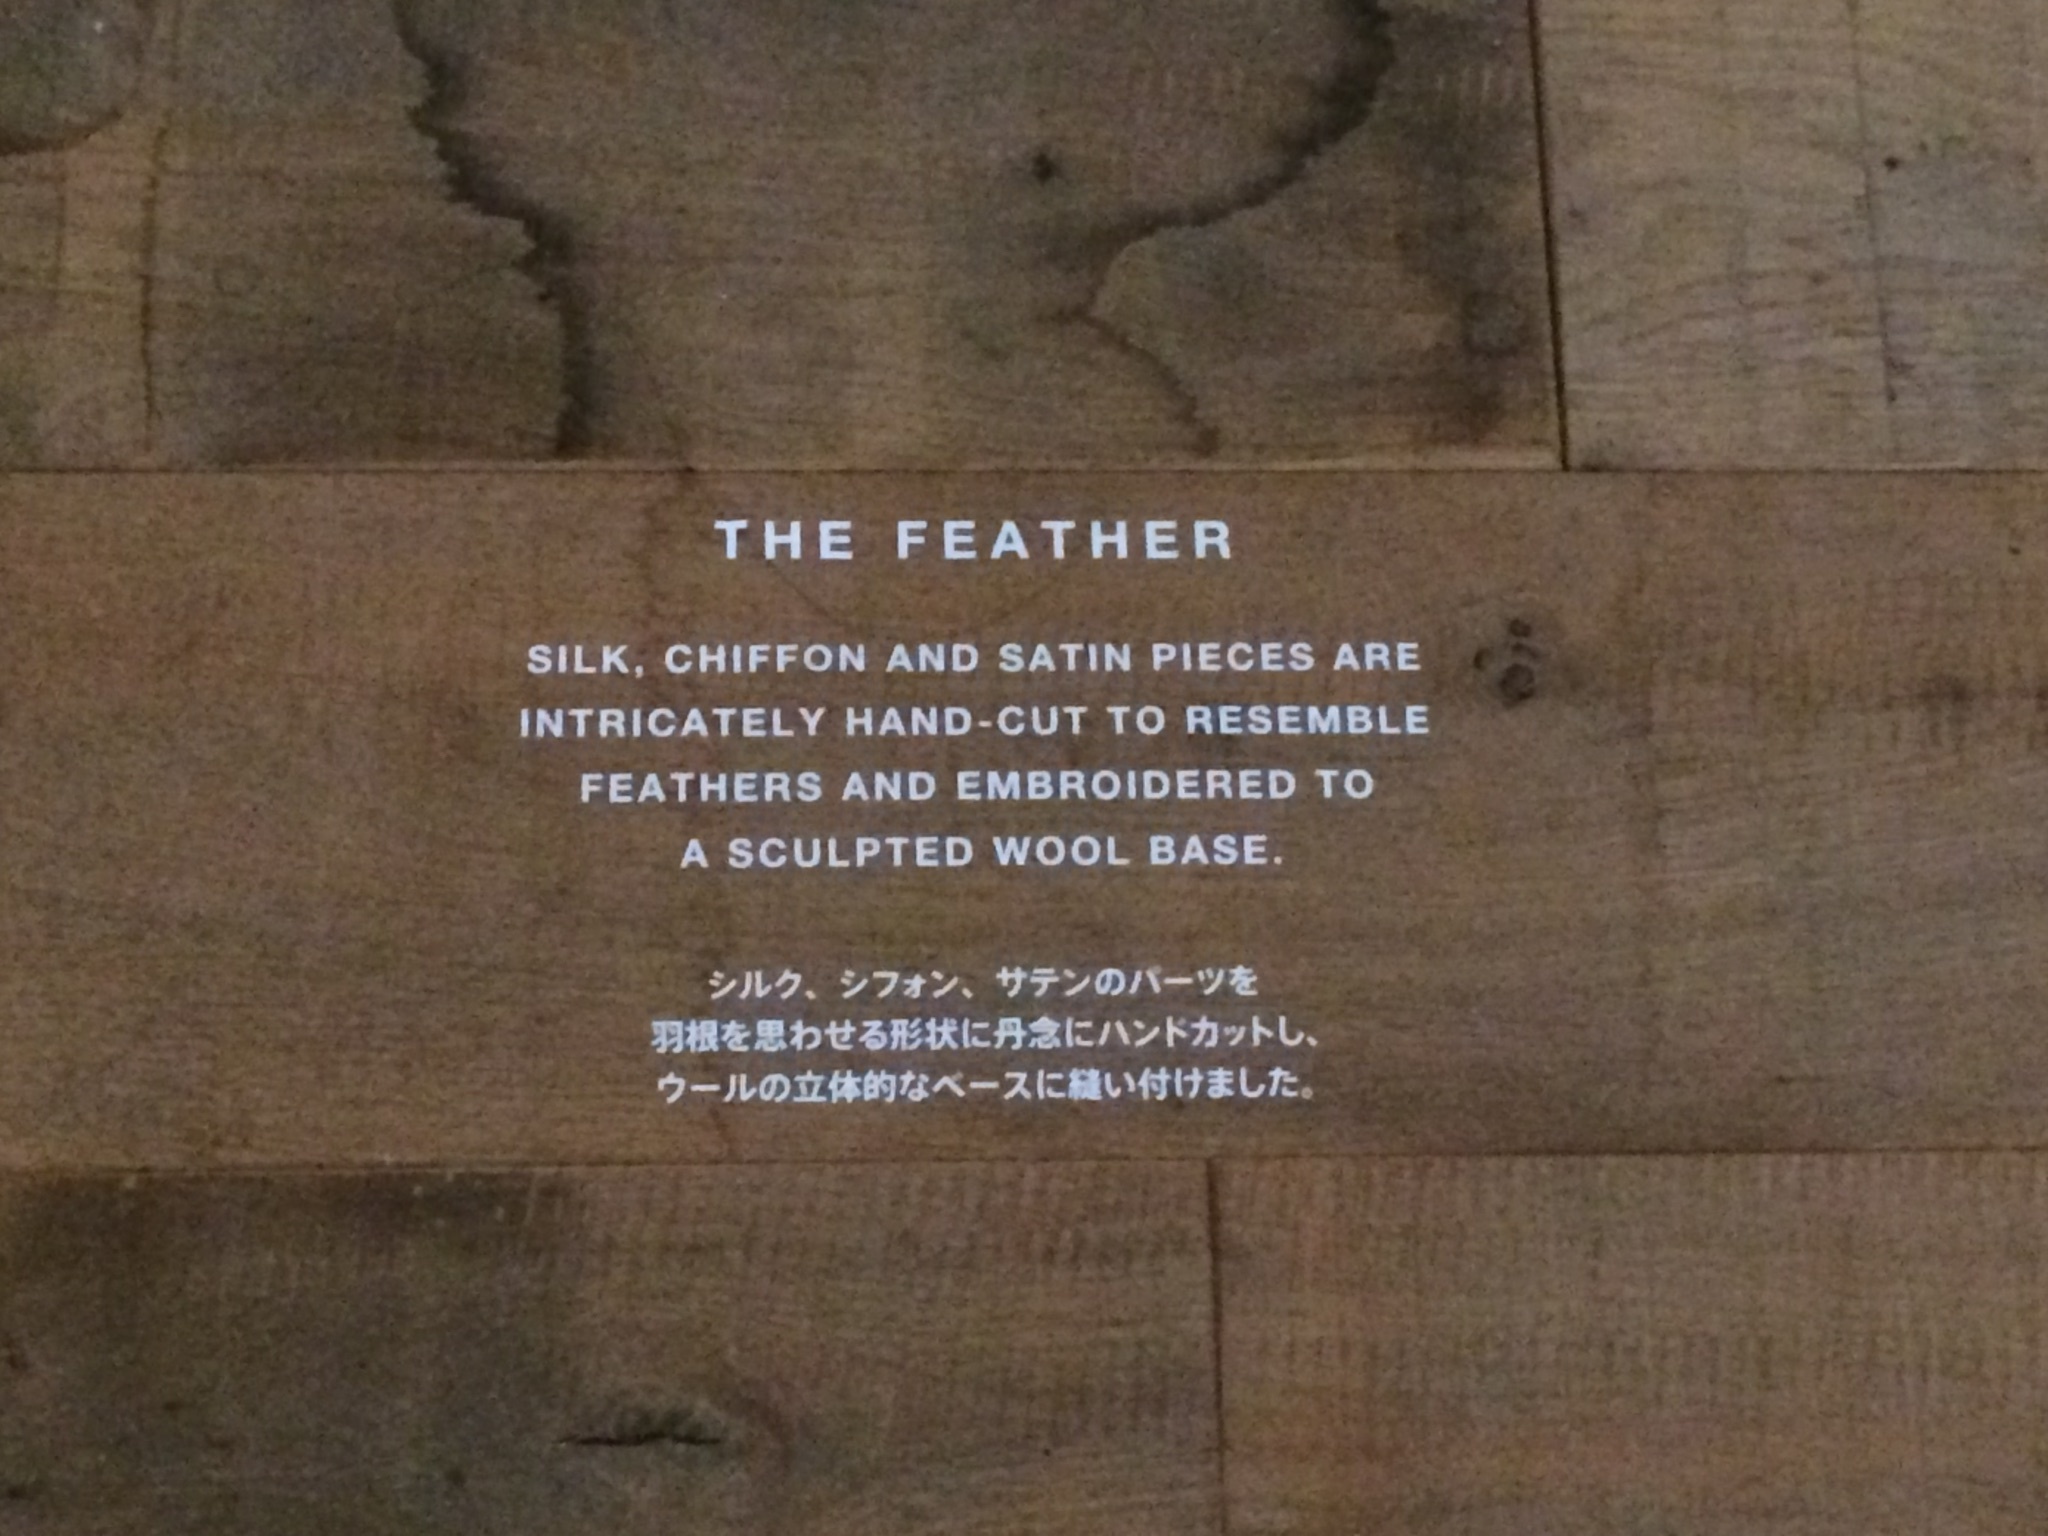 THE FEATHER
SILK, CHIFFON AND SATIN PIECES ARE
INTRICATELY HAND-CUT TO RESEMBLE
FEATHERS AND EMBROIDERED TO
A SCULPTED WOOL BASE.
シルク、シフォン、サテンのパーツを
羽根を思わせる形状に丹念にハンドカットし、
ウールの立体的なベースに縫い付けました。